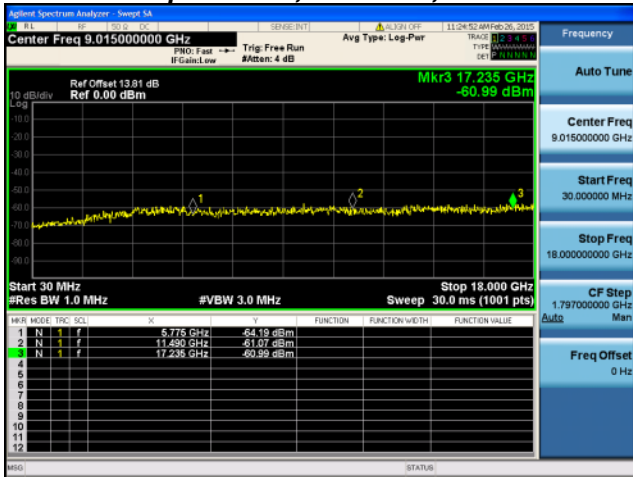 Agilent Spectrum Analyzer - Swept SA
RL RF 50 Ω DC SENSE:INT ALIGN OFF 11:24:52 AM Feb 26, 2015
Center Freq 9.015000000 GHz
PNO: Fast
IFGain:Low
Trig: Free Run
#Atten: 4 dB
Avg Type: Log-Pwr
TRACE 1 2 3 4 5 6
TYPE
DET P N N N N N
Frequency
Auto Tune
Center Freq
9.015000000 GHz
Start Freq
30.000000 MHz
Stop Freq
18.000000000 GHz
CF Step
1.797000000 GHz
Auto Man
Freq Offset
0 Hz
Mkr3 17.235 GHz
-60.99 dBm
Ref Offset 13.81 dB
10 dB/div Ref 0.00 dBm
Log
-10.0
-20.0
-30.0
-40.0
-50.0
-60.0
-70.0
-80.0
-90.0
1
2
3
Start 30 MHz Stop 18.000 GHz
#Res BW 1.0 MHz #VBW 3.0 MHz Sweep 30.0 ms (1001 pts)
MKR MODE TRC SCL X Y FUNCTION FUNCTION WIDTH FUNCTION VALUE
1 N 1 f 5.775 GHz -64.19 dBm
2 N 1 f 11.490 GHz -61.07 dBm
3 N 1 f 17.235 GHz -60.99 dBm
4
5
6
7
8
9
10
11
12
MSG STATUS